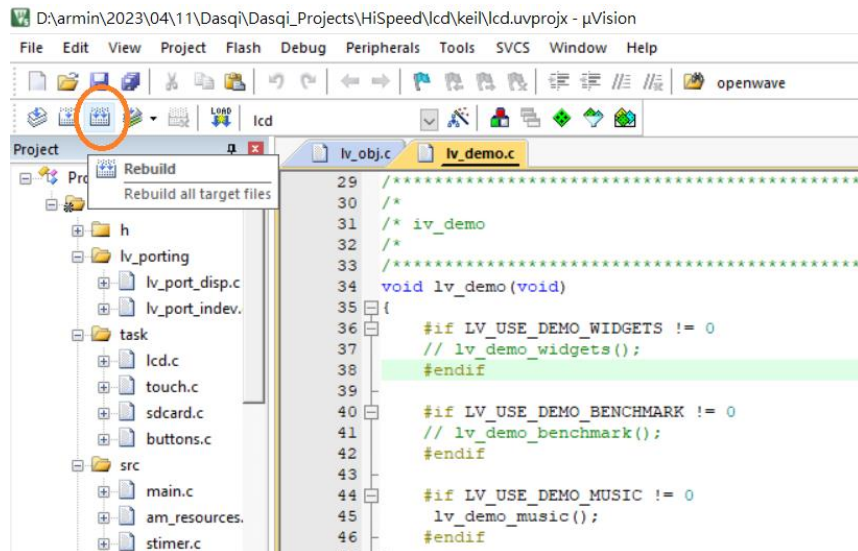 D:\armin\2023\04\11\Dasqi\Dasqi_Projects\HiSpeed\lcd\keil\lcd.uvprojx - µVision
File Edit View Project Flash Debug Peripherals Tools SVCS Window Help
openwave
LOAD
lcd
Project
lv_obj.c lv_demo.c
Pro
Rebuild
Rebuild all target files
h
lv_porting
lv_port_disp.c
lv_port_indev.
task
lcd.c
touch.c
sdcard.c
buttons.c
src
main.c
am_resources.
stimer.c
29 /*********************************************
30 /*
31 /* iv_demo
32 /*
33 /*********************************************
34 void lv_demo(void)
35 {
36 #if LV_USE_DEMO_WIDGETS != 0
37 // lv_demo_widgets();
38 #endif
39
40 #if LV_USE_DEMO_BENCHMARK != 0
41 // lv_demo_benchmark();
42 #endif
43
44 #if LV_USE_DEMO_MUSIC != 0
45 lv_demo_music();
46 #endif